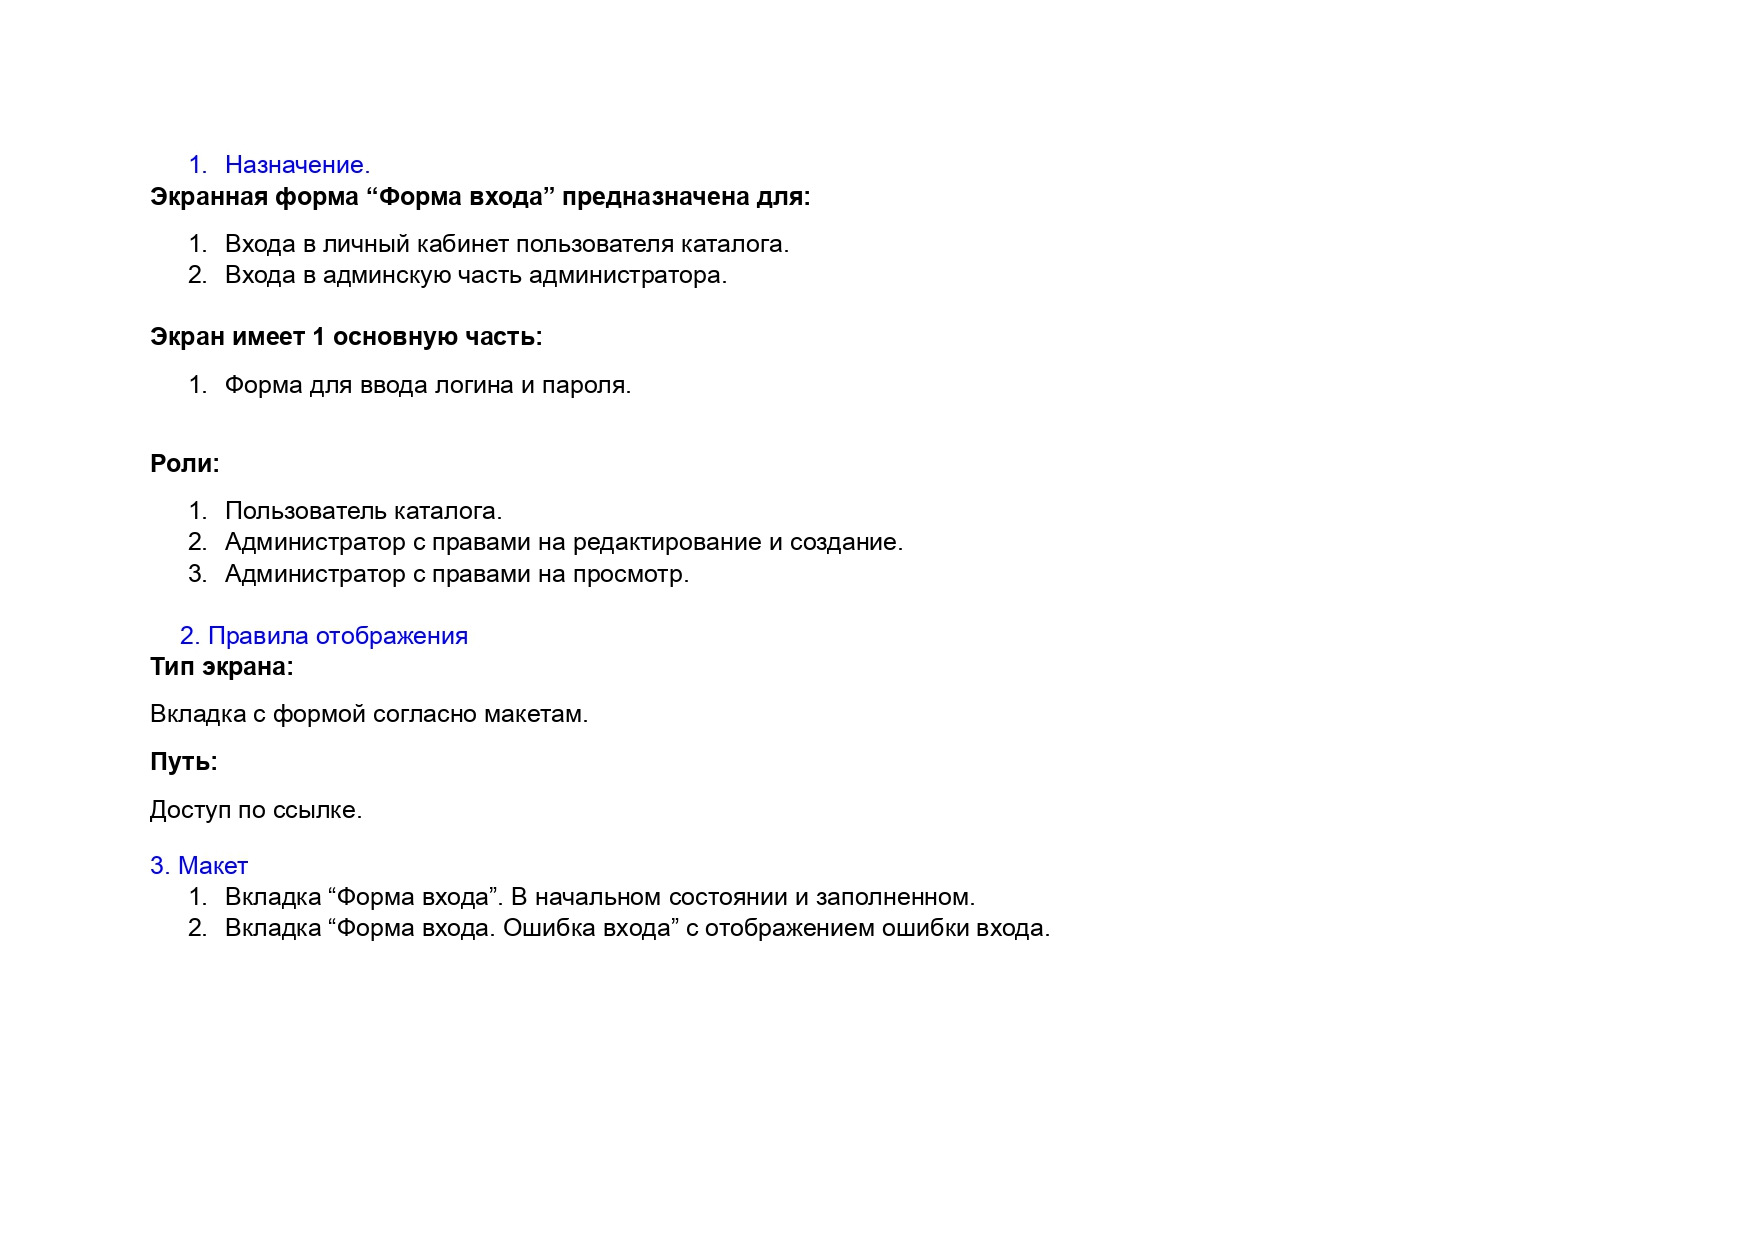 1. Назначение.
Экранная форма “Форма входа” предназначена для:
1. Входа в личный кабинет пользователя каталога.
2. Входа в админскую часть администратора.
Экран имеет 1 основную часть:
1. Форма для ввода логина и пароля.
Роли:
1. Пользователь каталога.
2. Администратор с правами на редактирование и создание.
3. Администратор с правами на просмотр.
2. Правила отображения
Тип экрана:
Вкладка с формой согласно макетам.
Путь:
Доступ по ссылке.
3. Макет
1. Вкладка “Форма входа”. В начальном состоянии и заполненном.
2. Вкладка “Форма входа. Ошибка входа” с отображением ошибки входа.